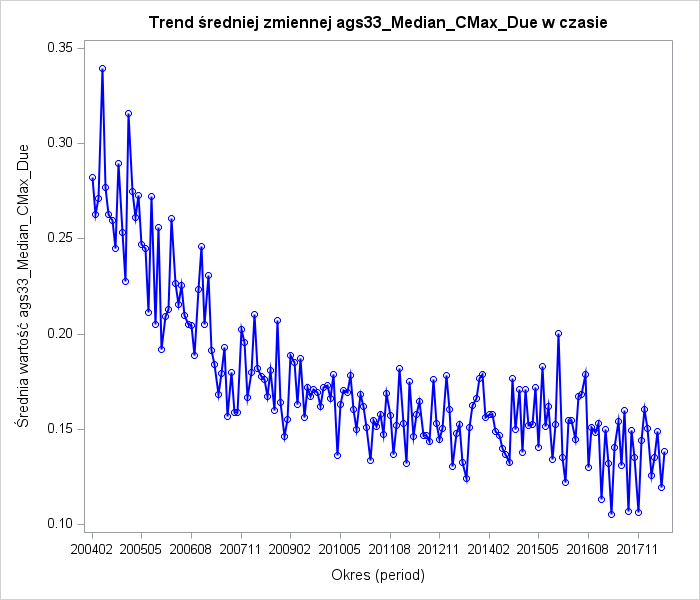 Trend średniej zmiennej ags33_Median_CMax_Due w czasie
Średnia wartość ags33_Median_CMax_Due
0.35
0.30
0.25
0.20
0.15
0.10
200402 200505 200608 200711 200902 201005 201108 201211 201402 201505 201608 201711
Okres (period)